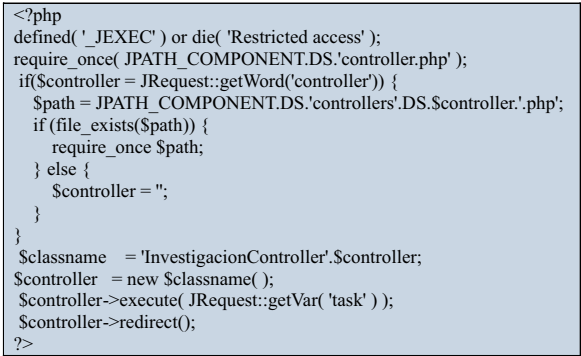 <?php
defined( '_JEXEC' ) or die( 'Restricted access' );
require_once( JPATH_COMPONENT.DS.'controller.php' );
if($controller = JRequest::getWord('controller')) {
$path = JPATH_COMPONENT.DS.'controllers'.DS.$controller.'.php';
if (file_exists($path)) {
require_once $path;
} else {
$controller = '';
}
}
$classname = 'InvestigacionController'.$controller;
$controller = new $classname( );
$controller->execute( JRequest::getVar( 'task' ) );
$controller->redirect();
?>